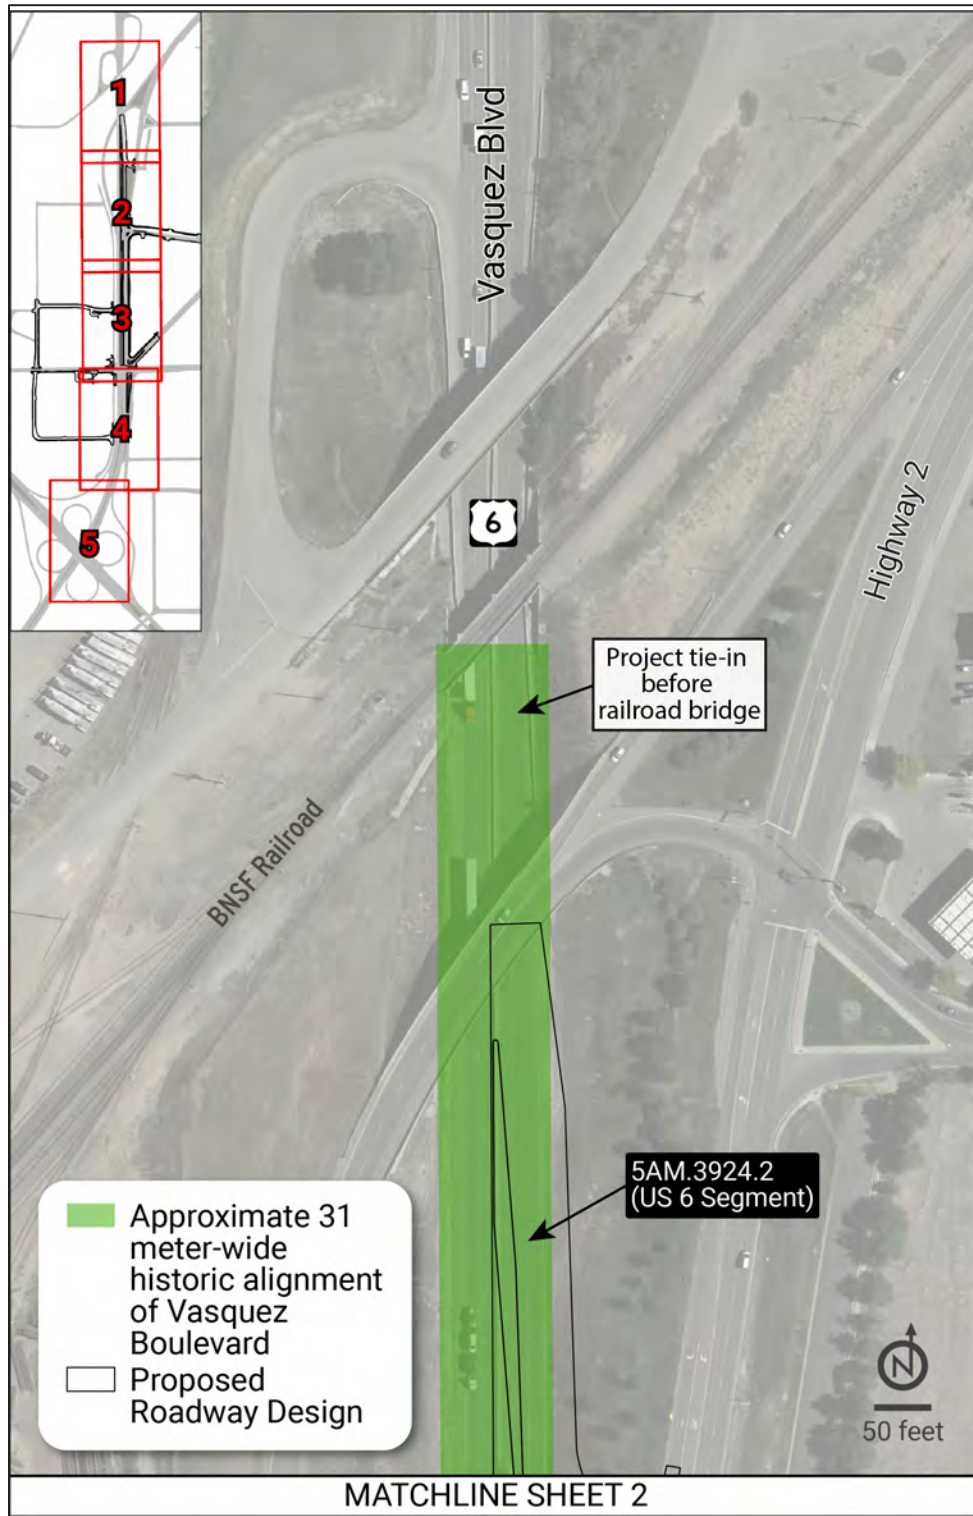 1
2
3
4
5
Vasquez Blvd
6
Highway 2
Project tie-in
before
railroad bridge
BNSF Railroad
5AM.3924.2
(US 6 Segment)
Approximate 31
meter-wide
historic alignment
of Vasquez
Boulevard
Proposed
Roadway Design
N
50 feet
MATCHLINE SHEET 2